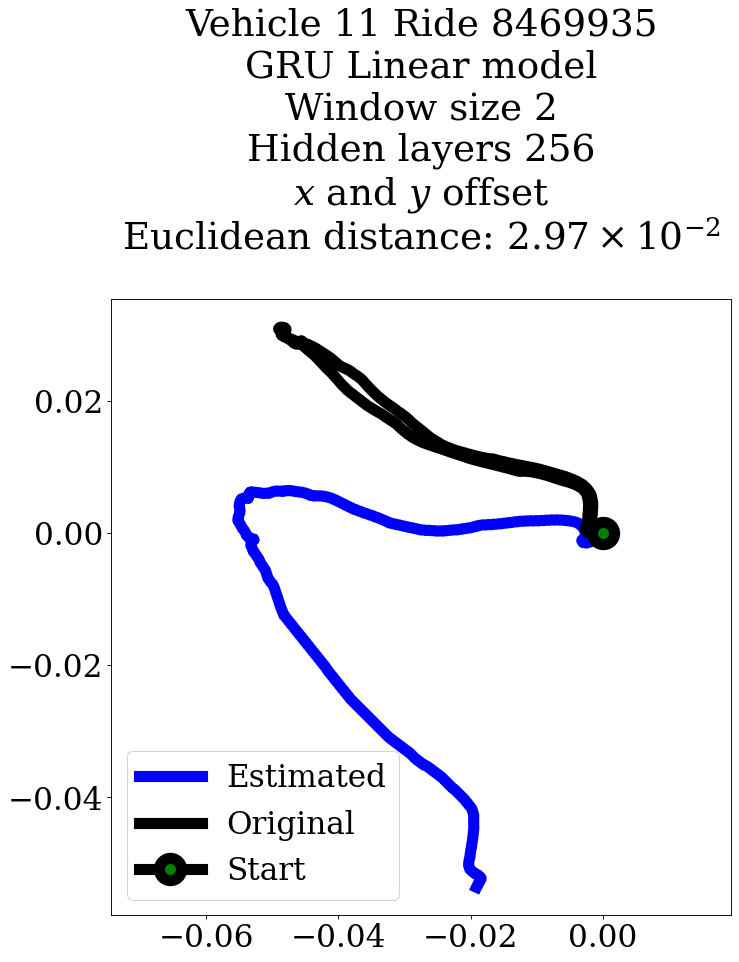 Vehicle 11 Ride 8469935
GRU Linear model
Window size 2
Hidden layers 256
x and y offset
Euclidean distance: 2.97 × 10⁻²
0.02
0.00
−0.02
−0.04
Estimated
Original
Start
−0.06 −0.04 −0.02 0.00